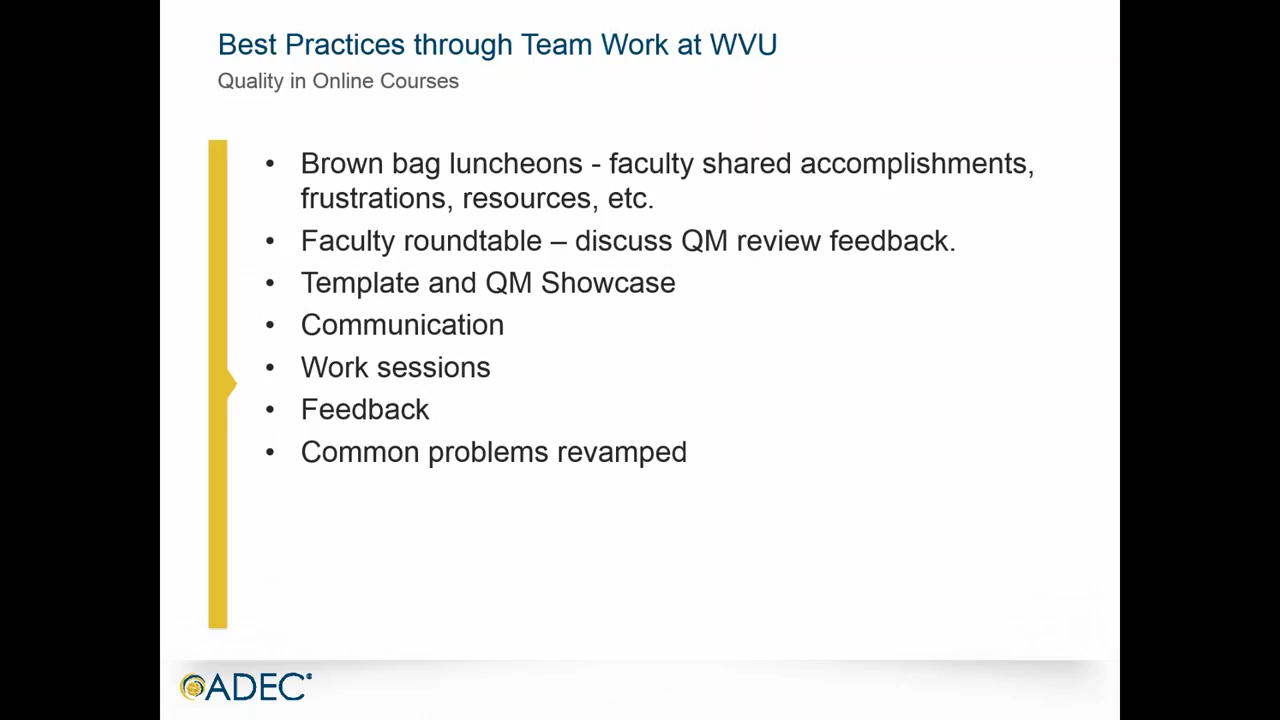 Best Practices through Team Work at WVU
Quality in Online Courses
• Brown bag luncheons - faculty shared accomplishments,
frustrations, resources, etc.
• Faculty roundtable – discuss QM review feedback.
• Template and QM Showcase
• Communication
• Work sessions
• Feedback
• Common problems revamped
ADEC